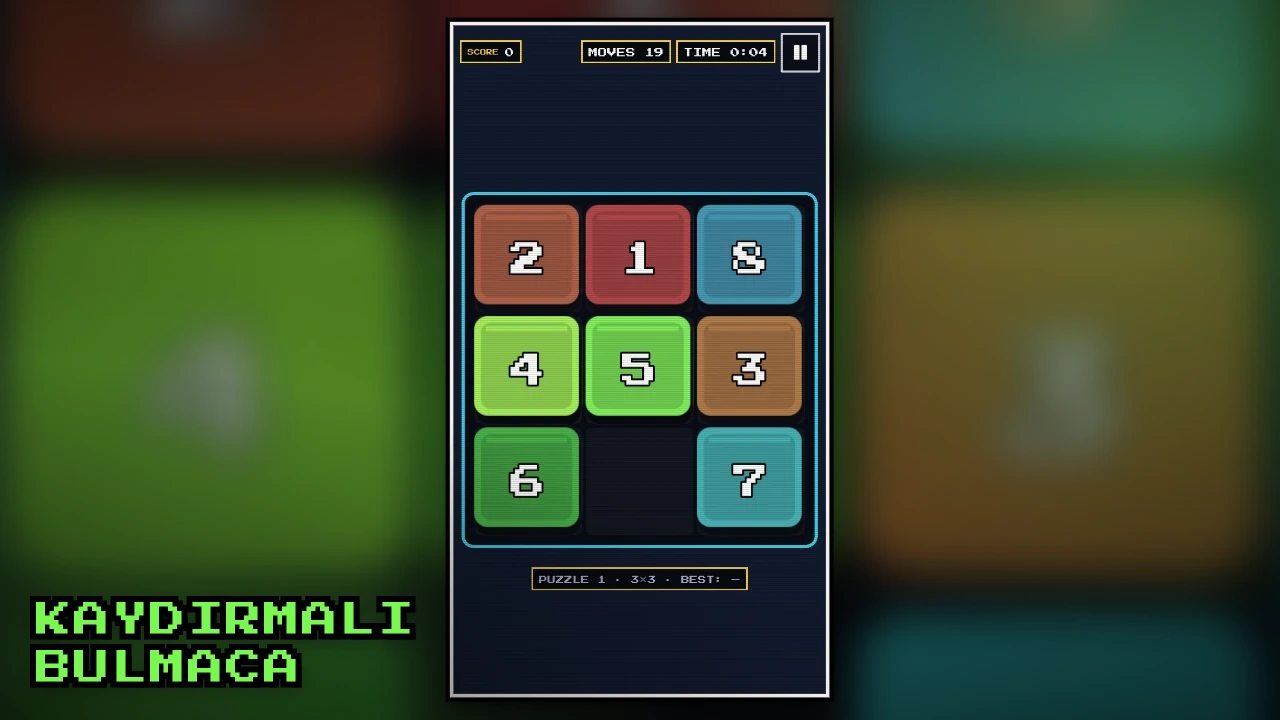 SCORE 0
MOVES 19
TIME 0:04
2 1 8
4 5 3
6 7
PUZZLE 1 · 3×3 · BEST: —
KAYDIRMALI
BULMACA